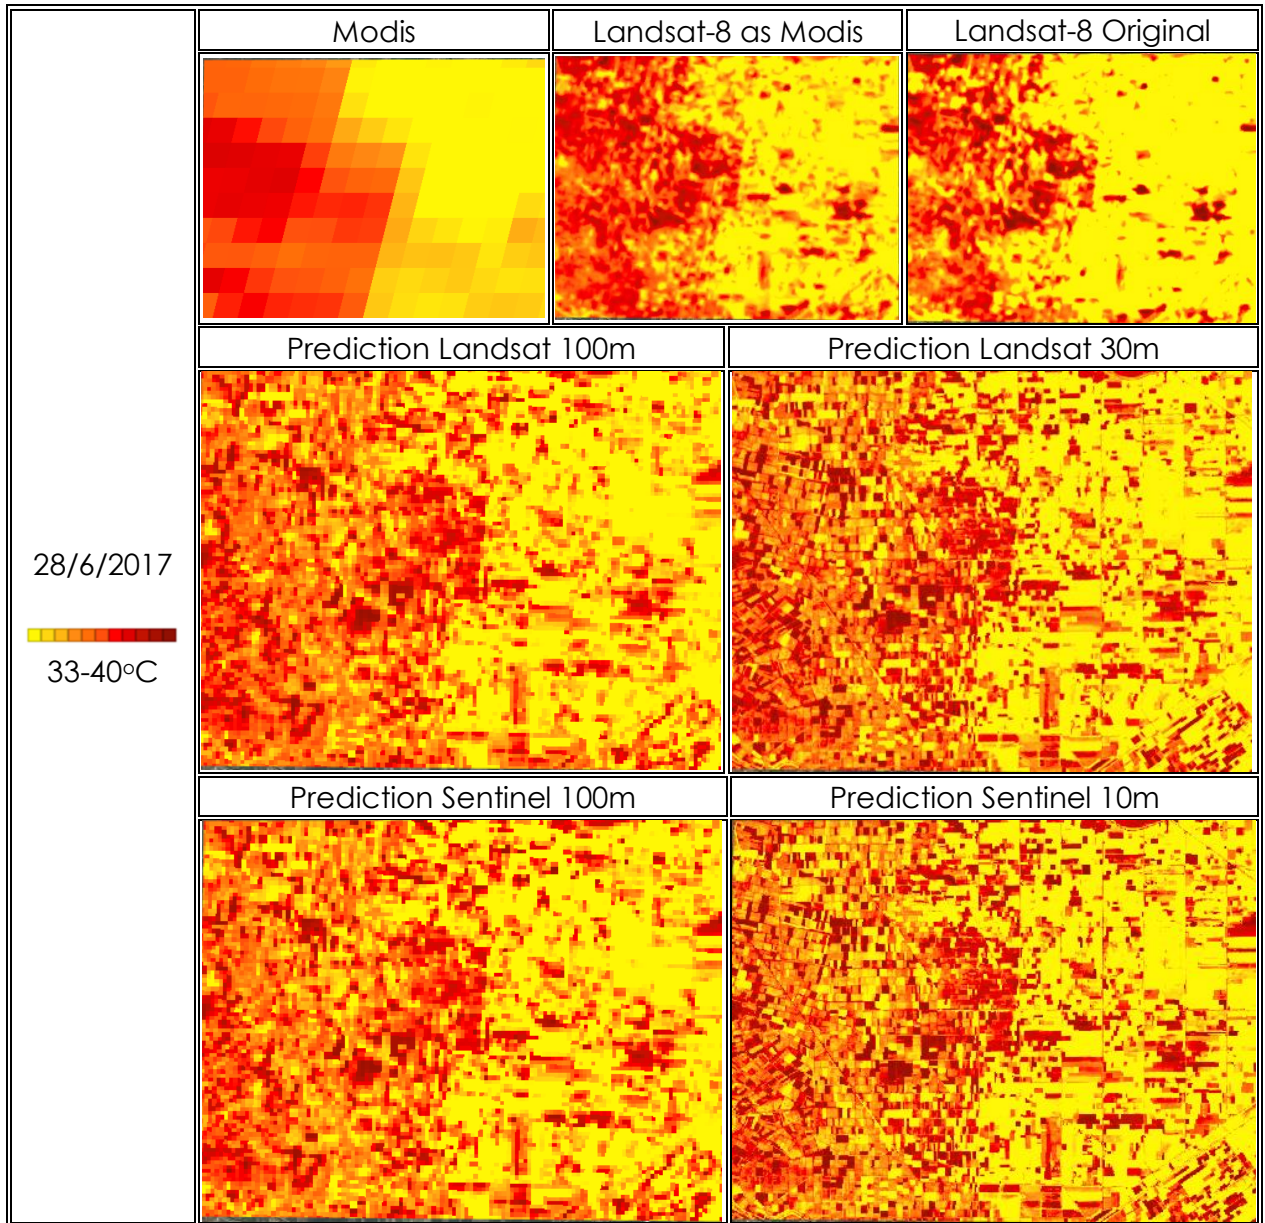 Modis
Landsat-8 as Modis
Landsat-8 Original
Prediction Landsat 100m
Prediction Landsat 30m
28/6/2017
33-40°C
Prediction Sentinel 100m
Prediction Sentinel 10m